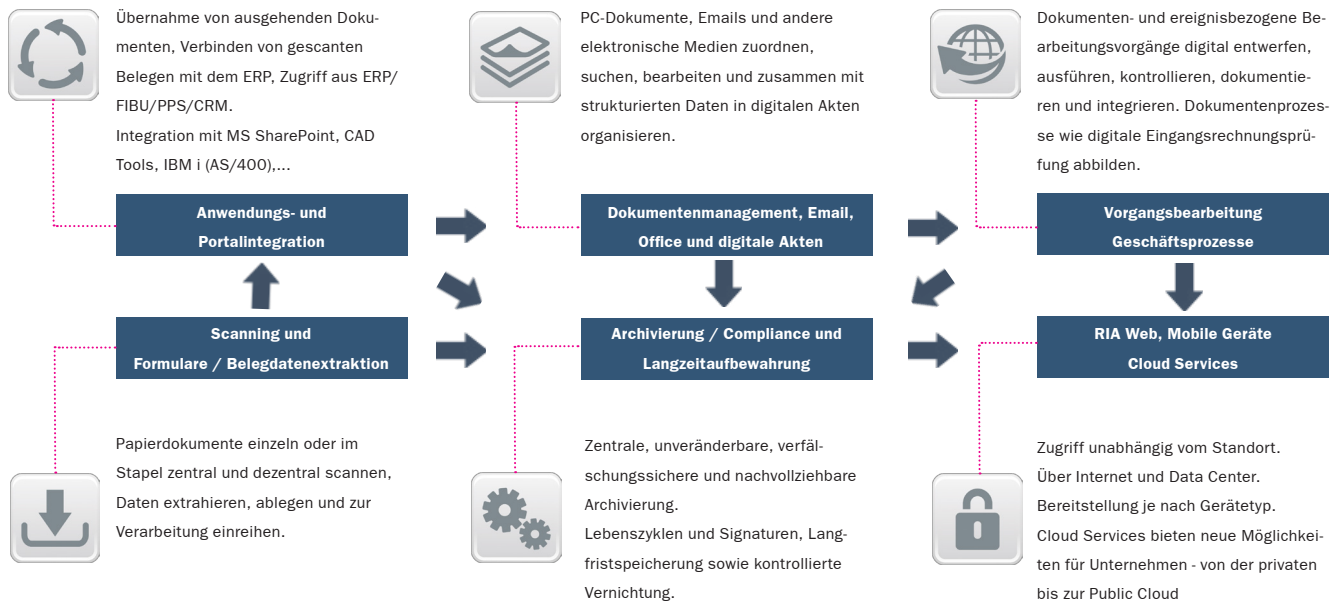 Übernahme von ausgehenden Doku-
menten, Verbinden von gescanten
Belegen mit dem ERP, Zugriff aus ERP/
FIBU/PPS/CRM.
Integration mit MS SharePoint, CAD
Tools, IBM i (AS/400),...
PC-Dokumente, Emails und andere
elektronische Medien zuordnen,
suchen, bearbeiten und zusammen mit
strukturierten Daten in digitalen Akten
organisieren.
Dokumenten- und ereignisbezogene Be-
arbeitungsvorgänge digital entwerfen,
ausführen, kontrollieren, dokumentie-
ren und integrieren. Dokumentenprozes-
se wie digitale Eingangsrechnungsprü-
fung abbilden.
Anwendungs- und
Portalintegration
Dokumentenmanagement, Email,
Office und digitale Akten
Vorgangsbearbeitung
Geschäftsprozesse
Scanning und
Formulare / Belegdatenextraktion
Archivierung / Compliance und
Langzeitaufbewahrung
RIA Web, Mobile Geräte
Cloud Services
Papierdokumente einzeln oder im
Stapel zentral und dezentral scannen,
Daten extrahieren, ablegen und zur
Verarbeitung einreihen.
Zentrale, unveränderbare, verfäl-
schungssichere und nachvollziehbare
Archivierung.
Lebenszyklen und Signaturen, Lang-
fristspeicherung sowie kontrollierte
Vernichtung.
Zugriff unabhängig vom Standort.
Über Internet und Data Center.
Bereitstellung je nach Gerätetyp.
Cloud Services bieten neue Möglichkei-
ten für Unternehmen - von der privaten
bis zur Public Cloud